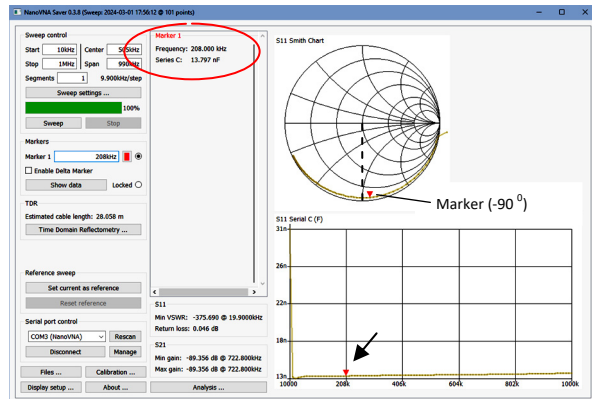 NanoVNA Saver 0.3.8 (Sweep: 2024-03-01 17:56:12 @ 101 points)
Sweep control
Start 10kHz Center 505kHz
Stop 1MHz Span 990kHz
Segments 1 9.900kHz/step
Sweep settings ...
100%
Sweep Stop
Markers
Marker 1 208kHz
Enable Delta Marker
Show data Locked
TDR
Estimated cable length: 28.058 m
Time Domain Reflectometry ...
Reference sweep
Set current as reference
Reset reference
Serial port control
COM3 (NanoVNA) Rescan
Disconnect Manage
Files ... Calibration ...
Display setup ... About ...
Marker 1
Frequency: 208.000 kHz
Series C: 13.797 nF
S11
Min VSWR: -375.690 @ 19.9000kHz
Return loss: 0.046 dB
S21
Min gain: -89.356 dB @ 722.800kHz
Max gain: -89.356 dB @ 722.800kHz
Analysis ...
S11 Smith Chart
Marker (-90 ⁰)
S11 Serial C (F)
31n
26n
22n
18n
13n
10000 208k 406k 604k 802k 1000k